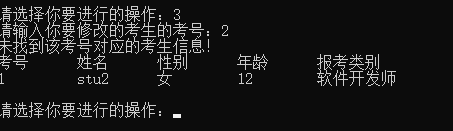 请选择你要进行的操作：3
请输入你要修改的考生的考号：2
未找到该考号对应的考生信息！
考号 姓名 性别 年龄 报考类别
1 stu2 女 12 软件开发师
请选择你要进行的操作：